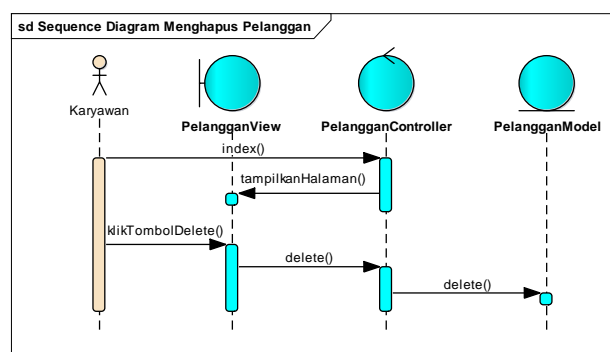 sd Sequence Diagram Menghapus Pelanggan
Karyawan
PelangganView
PelangganController
PelangganModel
index()
tampilkanHalaman()
klikTombolDelete()
delete()
delete()